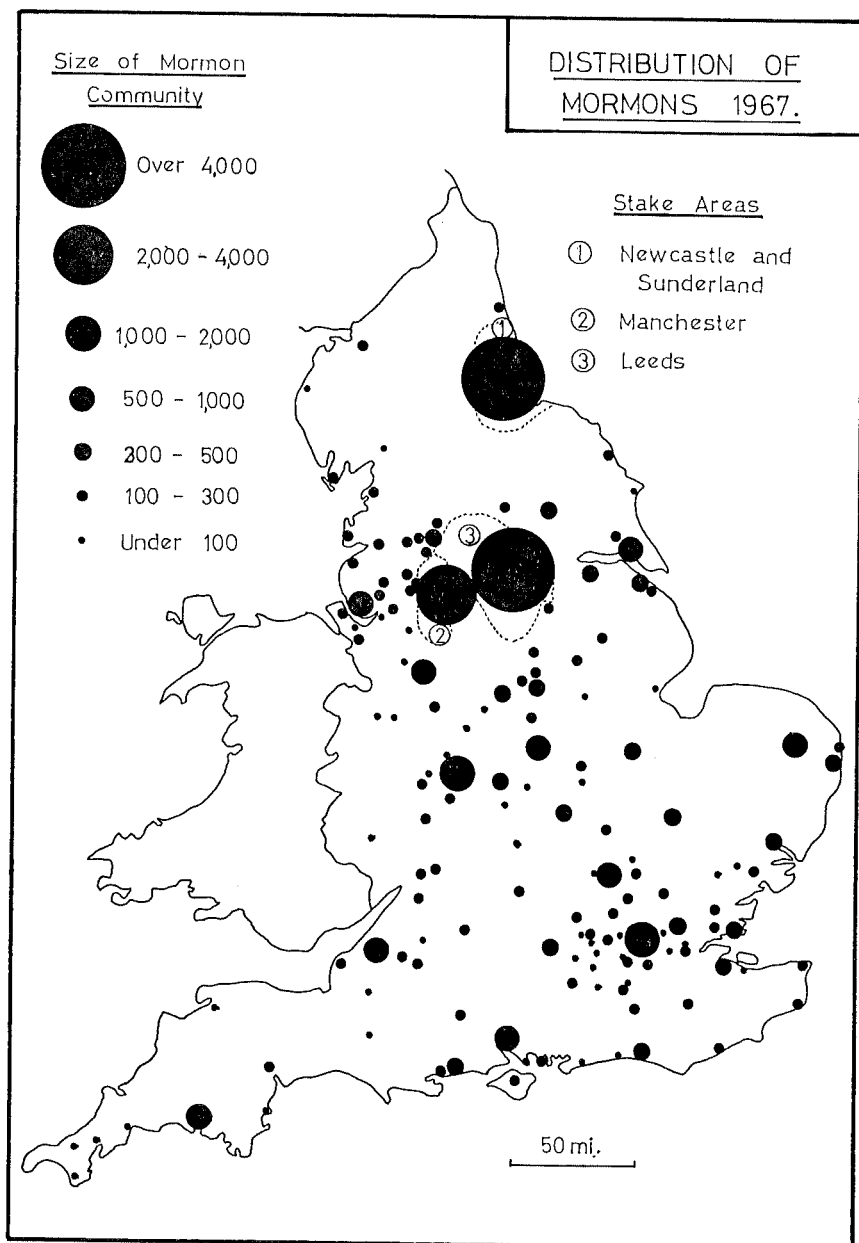 Size of Mormon
Community
Over 4,000
2,000 - 4,000
1,000 - 2,000
500 - 1,000
300 - 500
100 - 300
Under 100
DISTRIBUTION OF
MORMONS 1967.
Stake Areas
① Newcastle and
Sunderland
② Manchester
③ Leeds
1
3
2
50 mi.